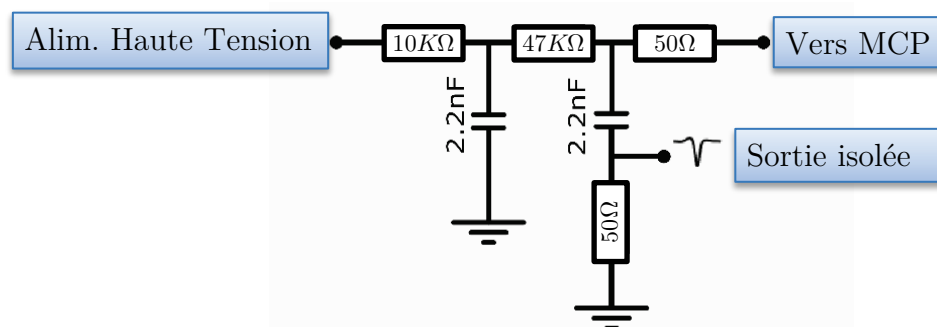 Alim. Haute Tension
10KΩ
47KΩ
50Ω
Vers MCP
2.2nF
2.2nF
Sortie isolée
50Ω